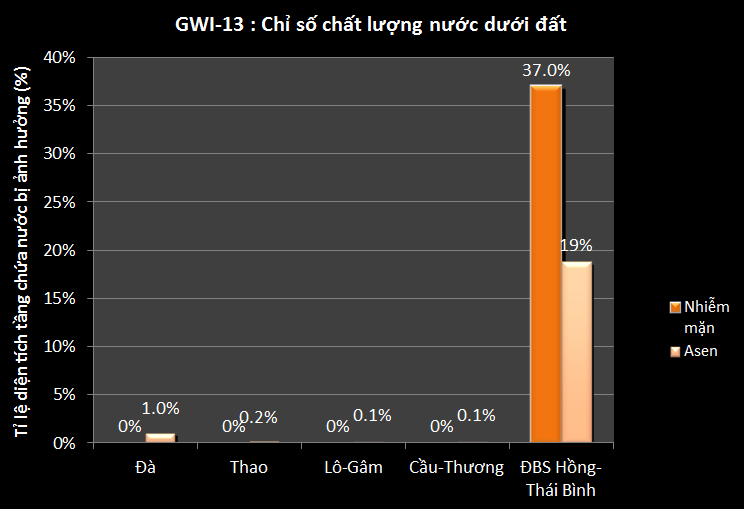 GWI-13 : Chỉ số chất lượng nước dưới đất
Tỉ lệ diện tích tầng chứa nước bị ảnh hưởng (%)
40%
35%
30%
25%
20%
15%
10%
5%
0%
0%
1.0%
0%
0.2%
0%
0.1%
0%
0.1%
37.0%
19%
Đà
Thao
Lô-Gâm
Cầu-Thương
ĐBS Hồng-
Thái Bình
Nhiễm
mặn
Asen